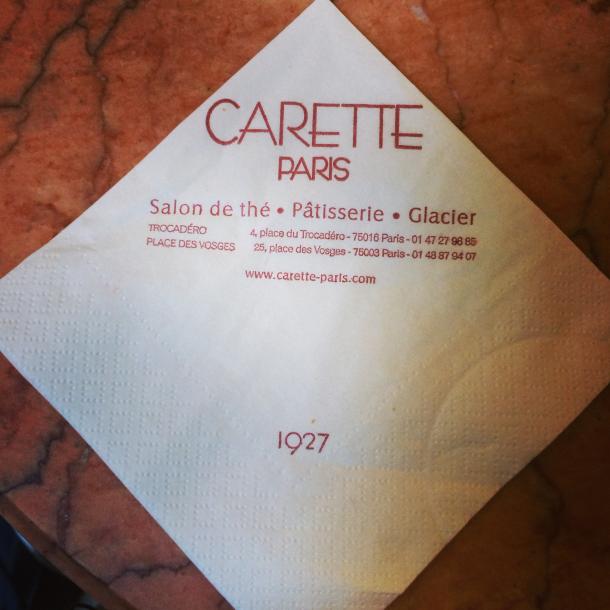 CARETTE
PARIS
Salon de thé • Pâtisserie • Glacier
TROCADÉRO 4, place du Trocadéro - 75016 Paris - 01 47 27 98 85
PLACE DES VOSGES 25, place des Vosges - 75003 Paris - 01 48 87 94 07
www.carette-paris.com
1927